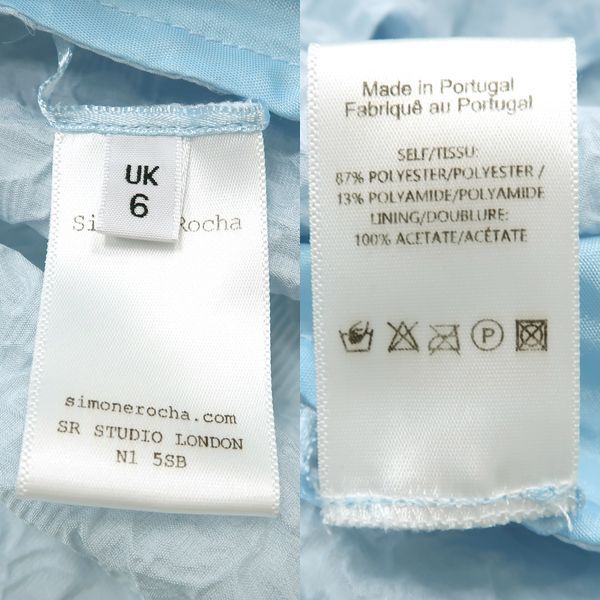 UK
6
Si Rocha
simonerocha.com
SR STUDIO LONDON
N1 5SB
Made in Portugal
Fabriquê au Portugal
SELF/TISSU:
87% POLYESTER/POLYESTER /
13% POLYAMIDE/POLYAMIDE
LINING/DOUBLURE:
100% ACETATE/ACÉTATE
P